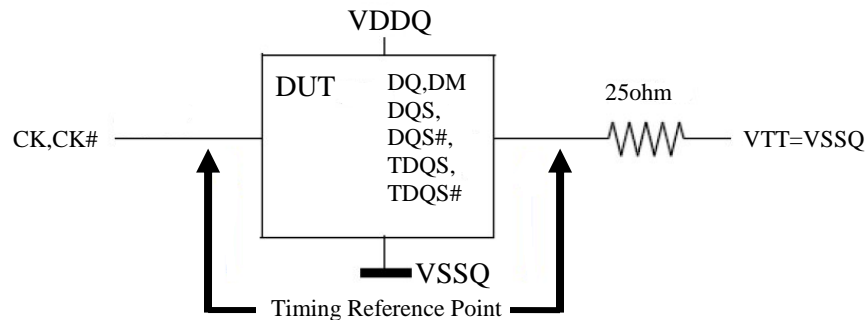 VDDQ
DUT
DQ,DM
DQS,
DQS#,
TDQS,
TDQS#
CK,CK#
25ohm
VTT=VSSQ
VSSQ
Timing Reference Point